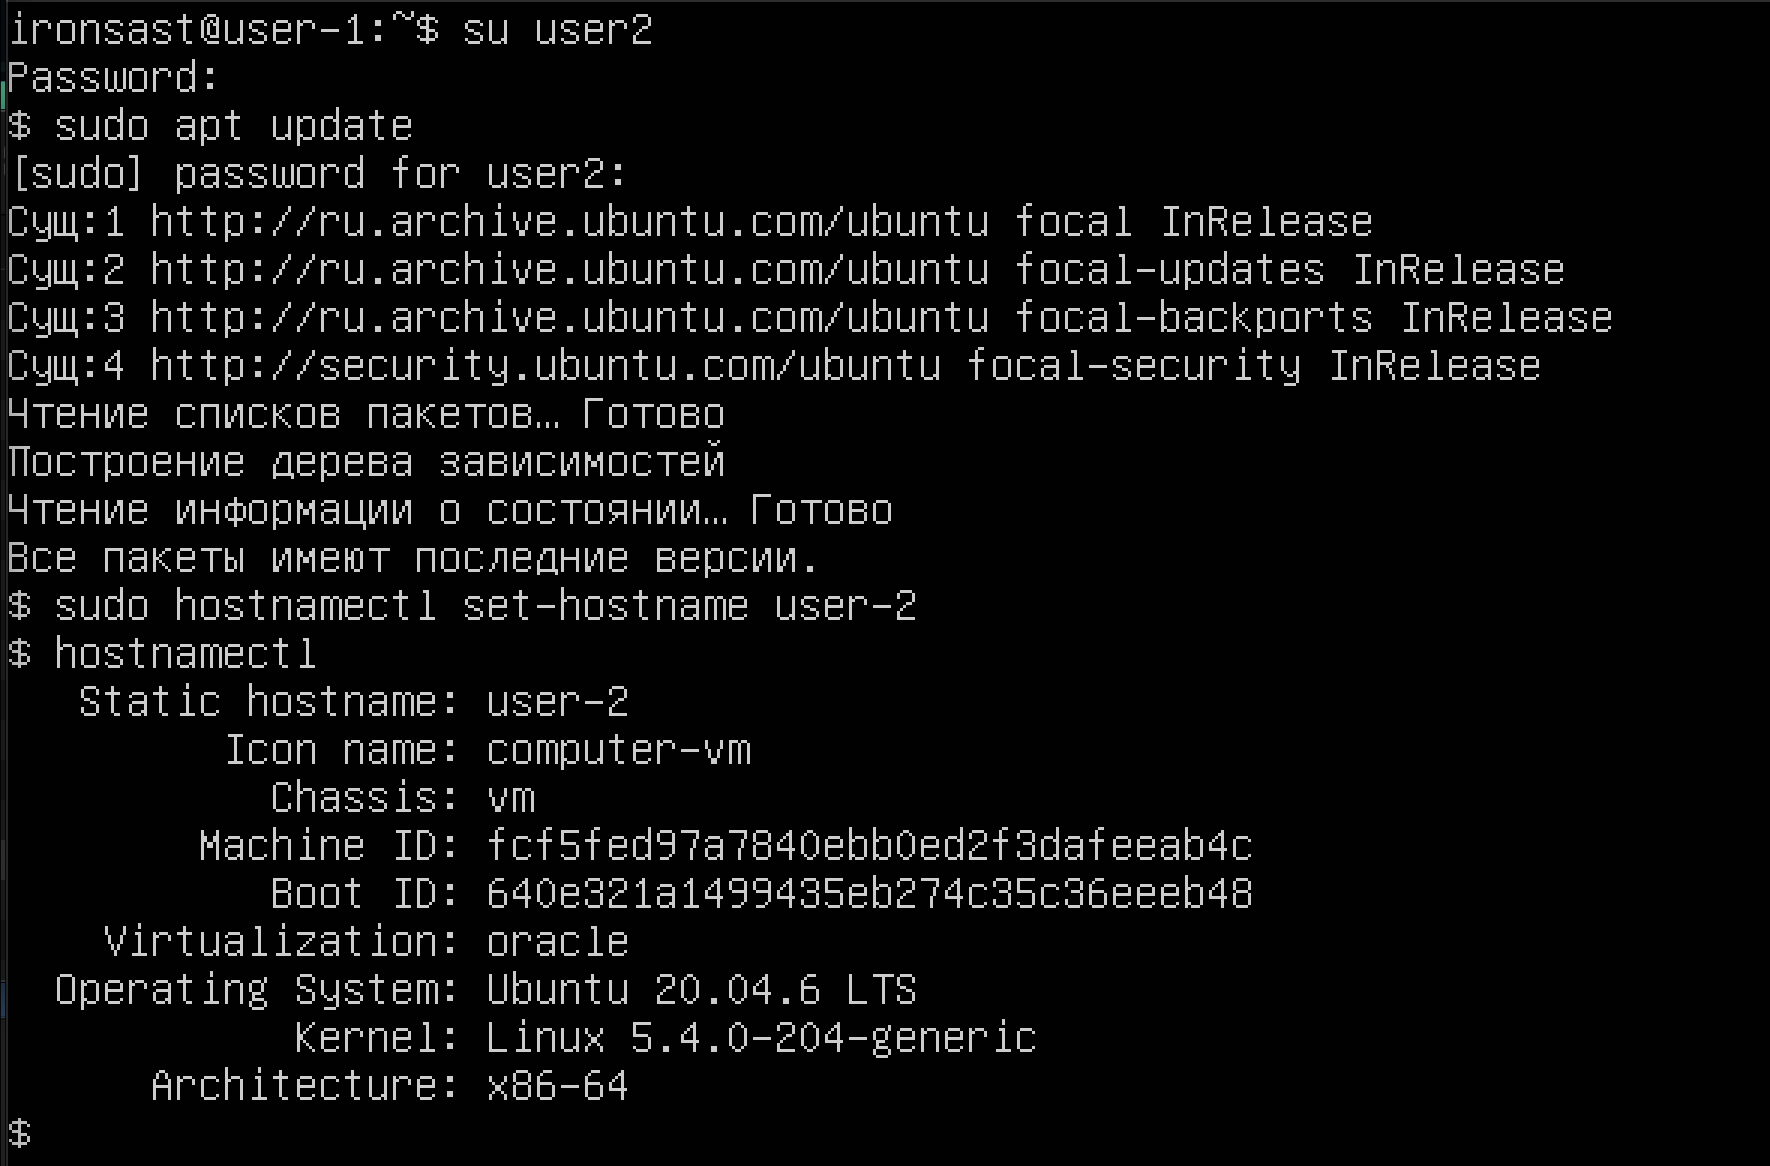 ironsast@user-1:~$ su user2
Password:
$ sudo apt update
[sudo] password for user2:
Сущ:1 http://ru.archive.ubuntu.com/ubuntu focal InRelease
Сущ:2 http://ru.archive.ubuntu.com/ubuntu focal-updates InRelease
Сущ:3 http://ru.archive.ubuntu.com/ubuntu focal-backports InRelease
Сущ:4 http://security.ubuntu.com/ubuntu focal-security InRelease
Чтение списков пакетов… Готово
Построение дерева зависимостей
Чтение информации о состоянии… Готово
Все пакеты имеют последние версии.
$ sudo hostnamectl set-hostname user-2
$ hostnamectl
   Static hostname: user-2
         Icon name: computer-vm
           Chassis: vm
        Machine ID: fcf5fed97a7840ebb0ed2f3dafeeab4c
           Boot ID: 640e321a1499435eb274c35c36eeeb48
    Virtualization: oracle
  Operating System: Ubuntu 20.04.6 LTS
            Kernel: Linux 5.4.0-204-generic
      Architecture: x86-64
$